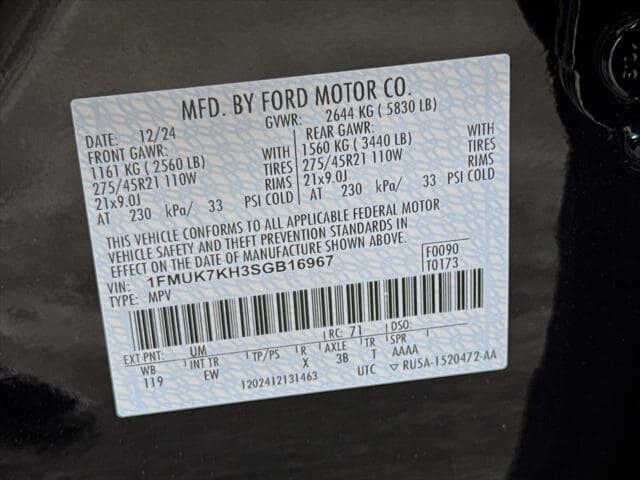 MFD. BY FORD MOTOR CO.
DATE: 12/24 GVWR: 2644 KG ( 5830 LB)
FRONT GAWR: REAR GAWR:
1161 KG ( 2560 LB) WITH 1560 KG ( 3440 LB) WITH
275/45R21 110W TIRES 275/45R21 110W TIRES
21x9.0J RIMS 21x9.0J RIMS
AT 230 kPa/ 33 PSI COLD AT 230 kPa/ 33 PSI COLD
THIS VEHICLE CONFORMS TO ALL APPLICABLE FEDERAL MOTOR
VEHICLE SAFETY AND THEFT PREVENTION STANDARDS IN
EFFECT ON THE DATE OF MANUFACTURE SHOWN ABOVE.
VIN: 1FMUK7KH3SGB16967 F0090
TYPE: MPV T0173
EXT PNT: UM RC: 71 DSO:
WB INT TR TP/PS R AXLE TR SPR
119 EW X 3B T AAAA
1202412131463 UTC ▽ RU5A-1520472-AA